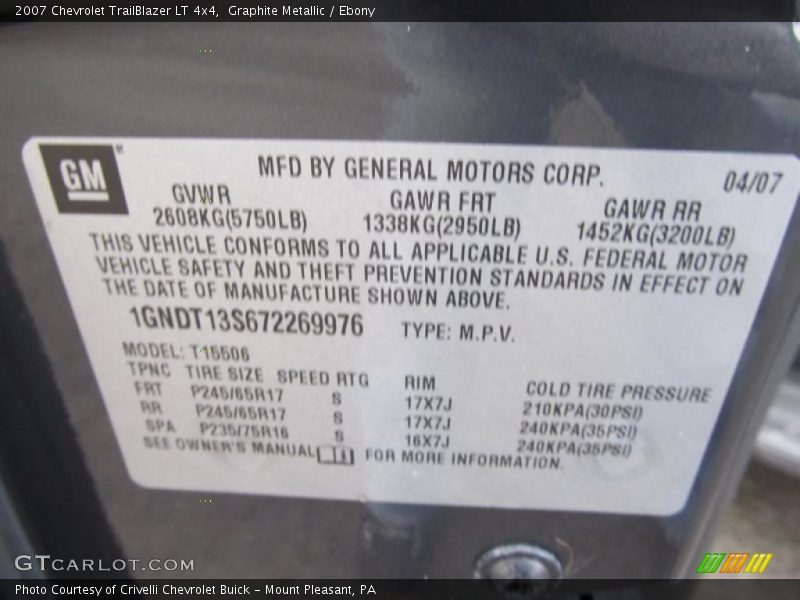 2007 Chevrolet TrailBlazer LT 4x4,  Graphite Metallic / Ebony
GM
MFD BY GENERAL MOTORS CORP.
04/07
GVWR GAWR FRT GAWR RR
2608KG(5750LB) 1338KG(2950LB) 1452KG(3200LB)
THIS VEHICLE CONFORMS TO ALL APPLICABLE U.S. FEDERAL MOTOR
VEHICLE SAFETY AND THEFT PREVENTION STANDARDS IN EFFECT ON
THE DATE OF MANUFACTURE SHOWN ABOVE.
1GNDT13S672269976 TYPE: M.P.V.
MODEL: T15506
TPNC TIRE SIZE SPEED RTG RIM COLD TIRE PRESSURE
FRT P245/65R17 S 17X7J 210KPA(30PSI)
RR P245/65R17 S 17X7J 240KPA(35PSI)
SPA P235/75R16 S 16X7J 240KPA(35PSI)
SEE OWNER'S MANUAL FOR MORE INFORMATION.
GTCARLOT.COM
Photo Courtesy of Crivelli Chevrolet Buick - Mount Pleasant, PA